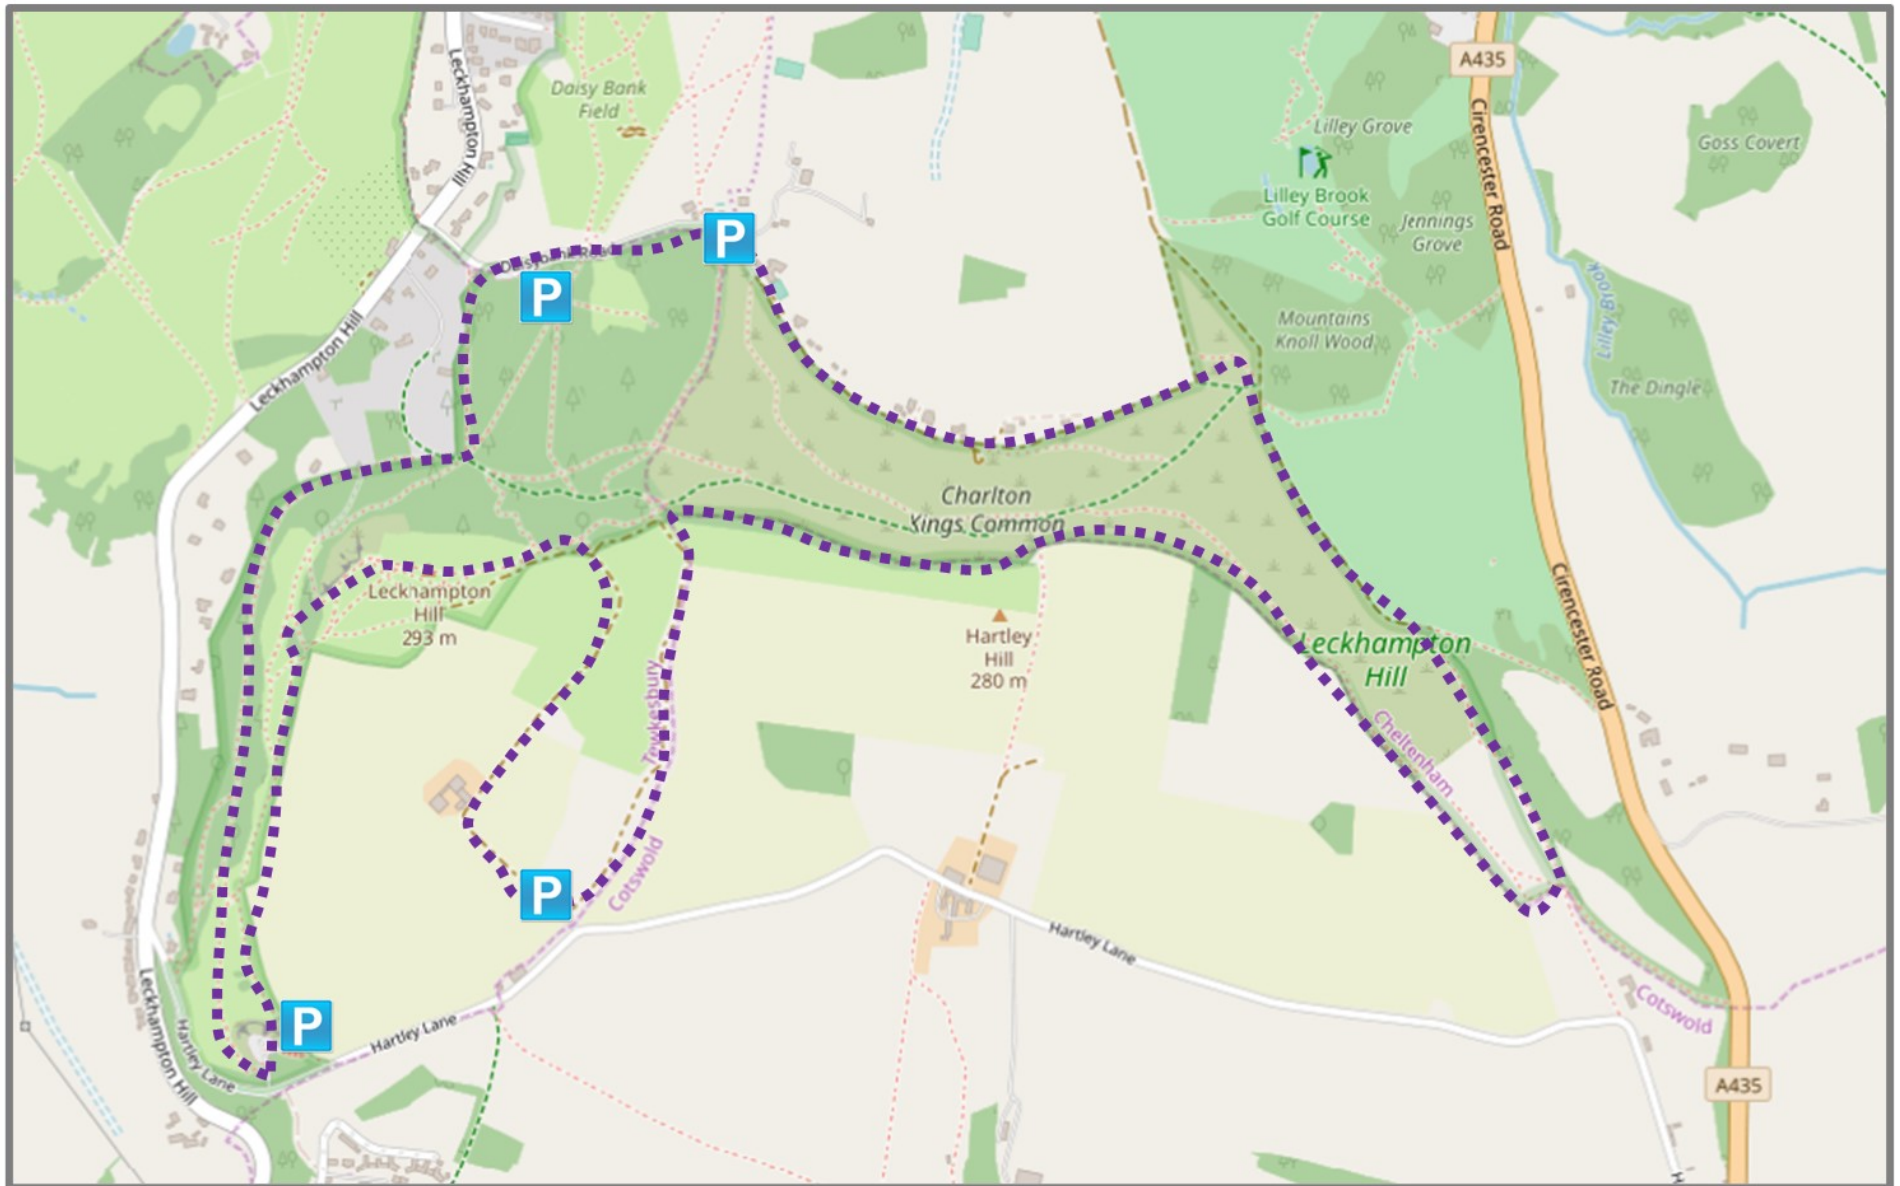 A435
Leckhampton Hill
Daisy Bank
Field
Cirencester Road
Lilley Grove
Goss Covert
Lilley Brook
Golf Course
Jennings
Grove
P
Daisybank Road
P
Lilley Brook
Mountains
Knoll Wood
Leckhampton Hill
The Dingle
Charlton
Kings Common
Leckhampton
Hill
293 m
Hartley
Hill
280 m
Leckhampton
Hill
Cirencester Road
Tewkesbury
Cheltenham
P
Cotswold
Hartley Lane
Cotswold
P
Hartley Lane
Leckhampton Hill
Hartley Lane
A435
H